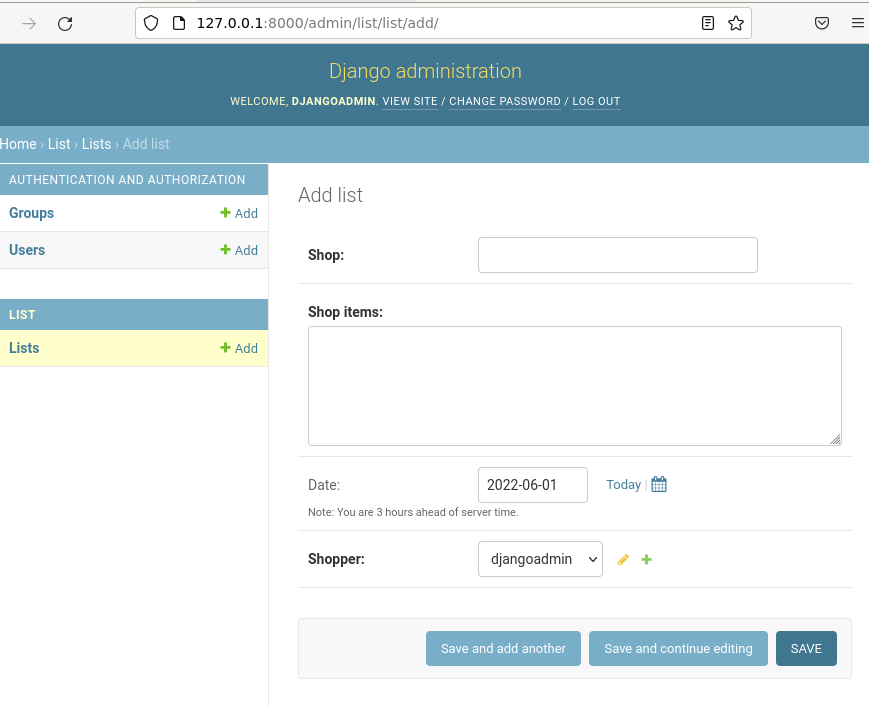 127.0.0.1:8000/admin/list/list/add/
Django administration
WELCOME, DJANGOADMIN. VIEW SITE / CHANGE PASSWORD / LOG OUT
Home › List › Lists › Add list
AUTHENTICATION AND AUTHORIZATION
Groups Add
Users Add
LIST
Lists Add
Add list
Shop:
Shop items:
Date: 2022-06-01 Today |
Note: You are 3 hours ahead of server time.
Shopper: djangoadmin
Save and add another Save and continue editing SAVE